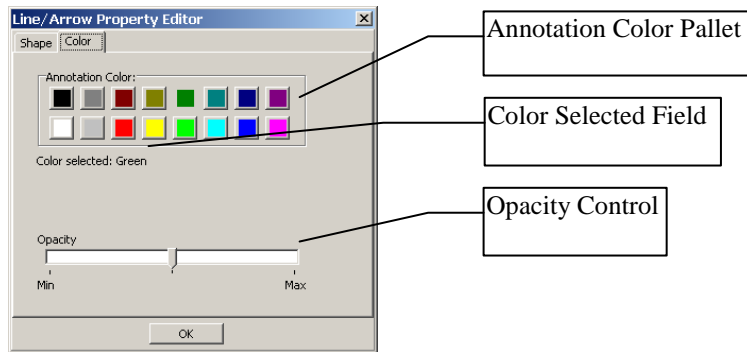 Line/Arrow Property Editor
Shape Color
Annotation Color:
Color selected: Green
Opacity
Min Max
OK
Annotation Color Pallet
Color Selected Field
Opacity Control